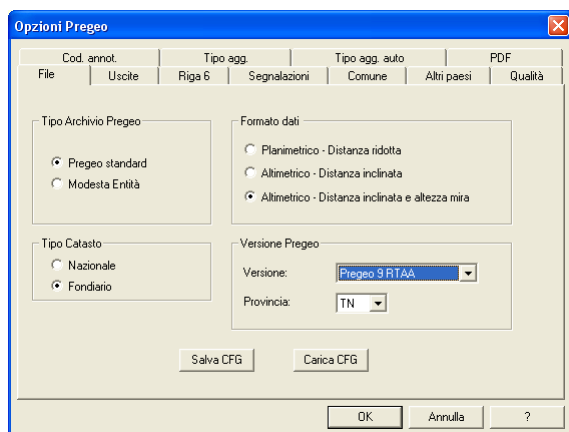 Opzioni Pregeo
Cod. annot. Tipo agg. Tipo agg. auto PDF
File Uscite Riga 6 Segnalazioni Comune Altri paesi Qualità
Tipo Archivio Pregeo
Pregeo standard
Modesta Entità
Formato dati
Planimetrico - Distanza ridotta
Altimetrico - Distanza inclinata
Altimetrico - Distanza inclinata e altezza mira
Tipo Catasto
Nazionale
Fondiario
Versione Pregeo
Versione: Pregeo 9 RTAA
Provincia: TN
Salva CFG Carica CFG
OK Annulla ?